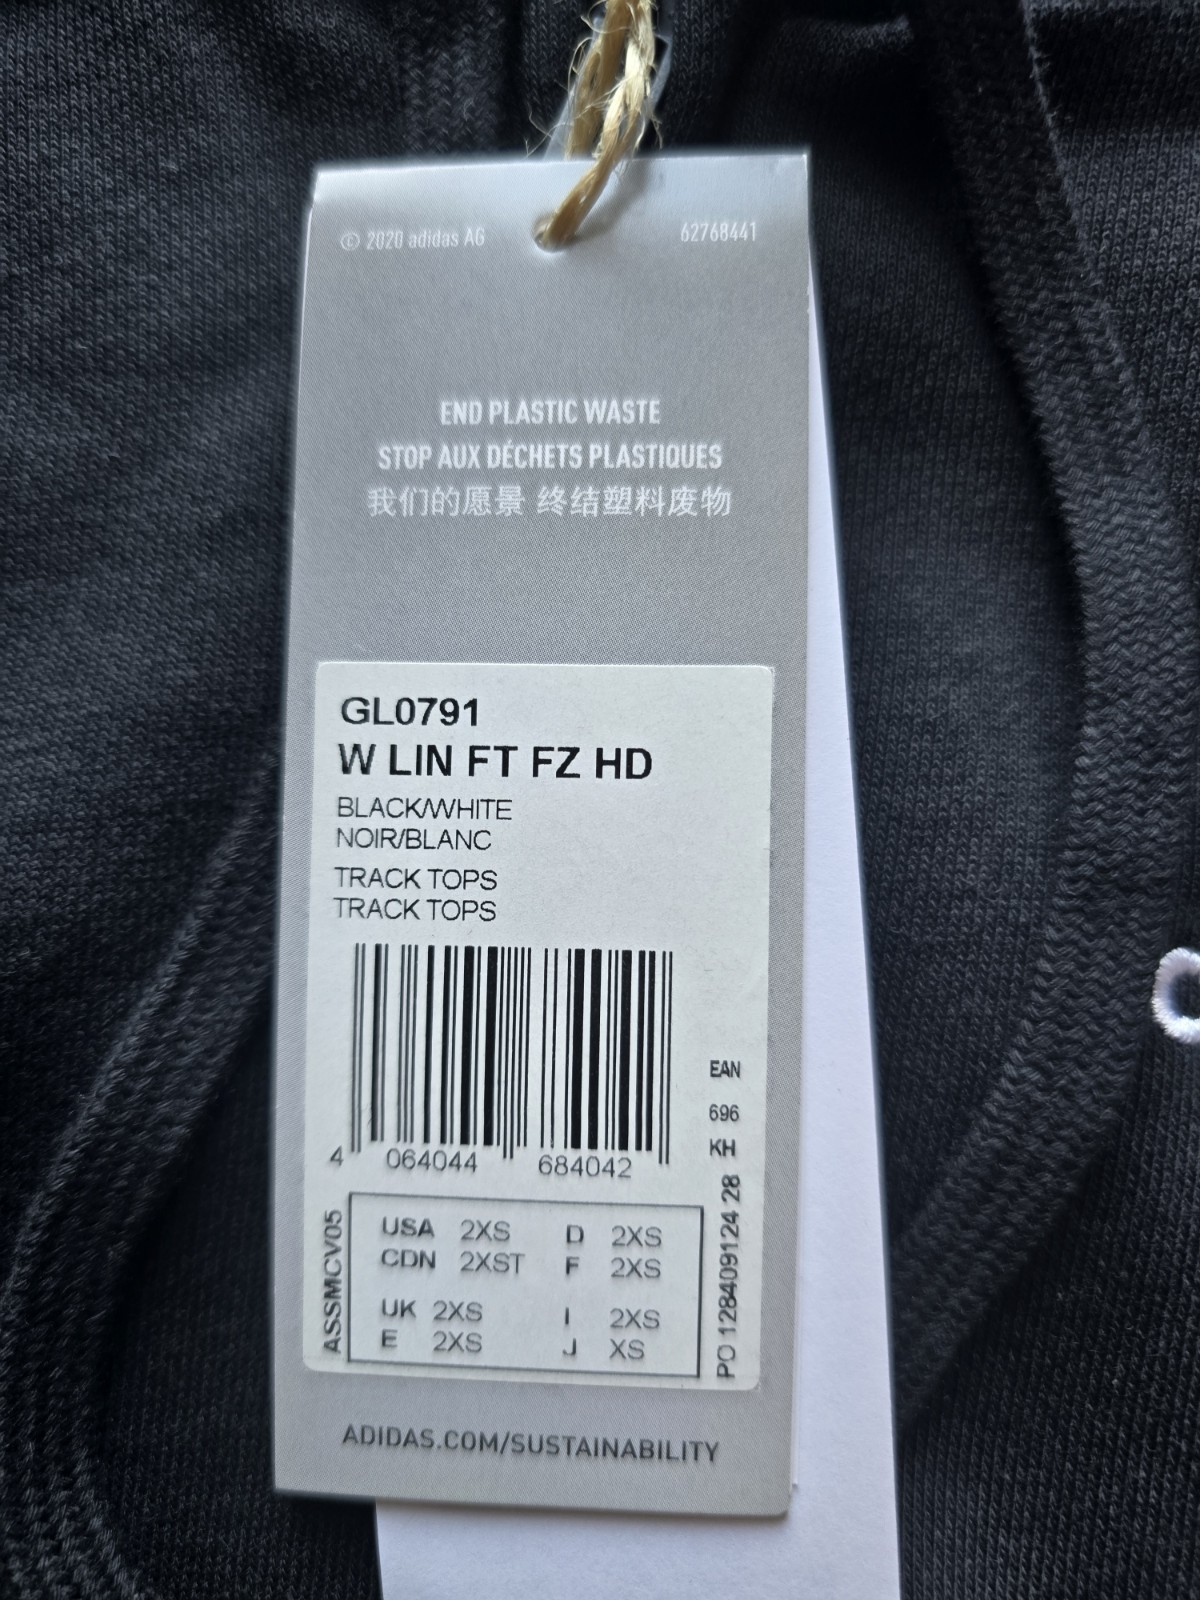 © 2020 adidas AG 62768441
END PLASTIC WASTE
STOP AUX DÉCHETS PLASTIQUES
我们的愿景 终结塑料废物
GL0791
W LIN FT FZ HD
BLACK/WHITE
NOIR/BLANC
TRACK TOPS
TRACK TOPS
EAN
696
KH
4 064044 684042
ASSMCV05
USA 2XS D 2XS
CDN 2XST F 2XS
UK 2XS I 2XS
E 2XS J XS
PO 128409124 28
ADIDAS.COM/SUSTAINABILITY